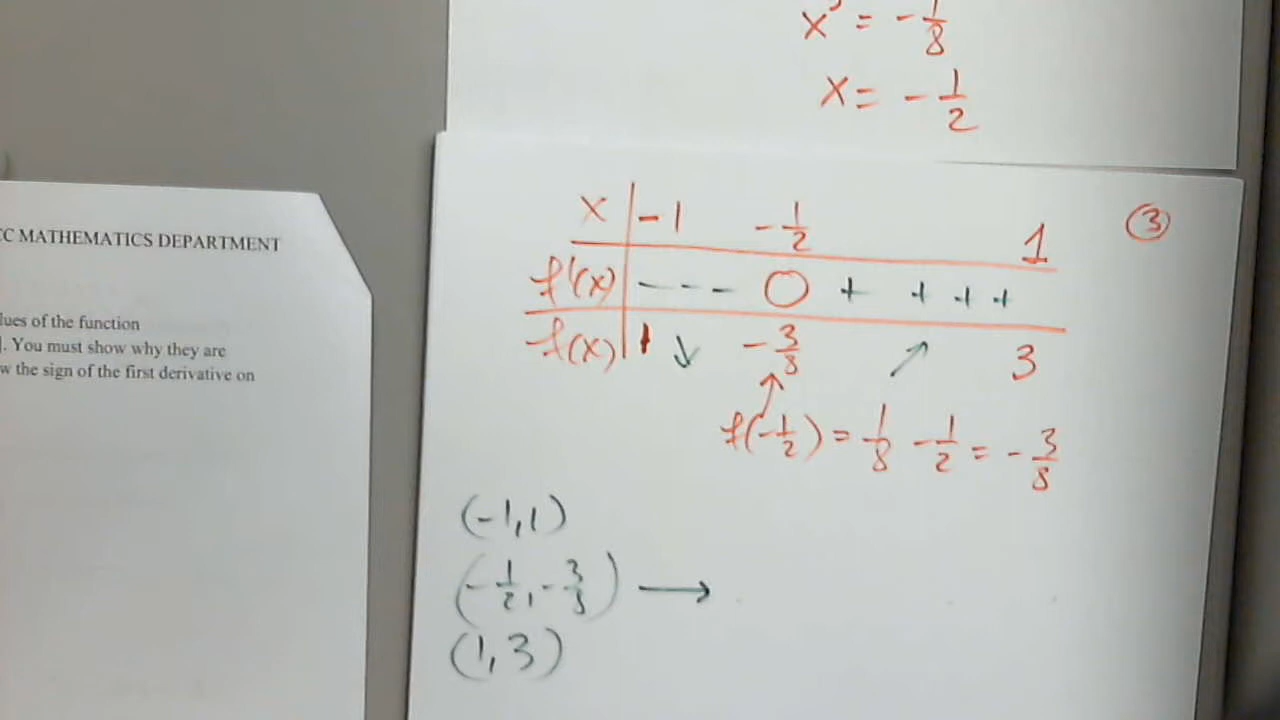 x³ = -1/8
x = -1/2
CC MATHEMATICS DEPARTMENT
lues of the function
]. You must show why they are
w the sign of the first derivative on
③
x | -1 -1/2 1
f'(x) | - - - 0 + + + +
f(x) | 1 ↓ -3/8 ↗ 3
↑
f(-1/2) = 1/8 - 1/2 = -3/8
(-1, 1)
(-1/2, -3/8) →
(1, 3)